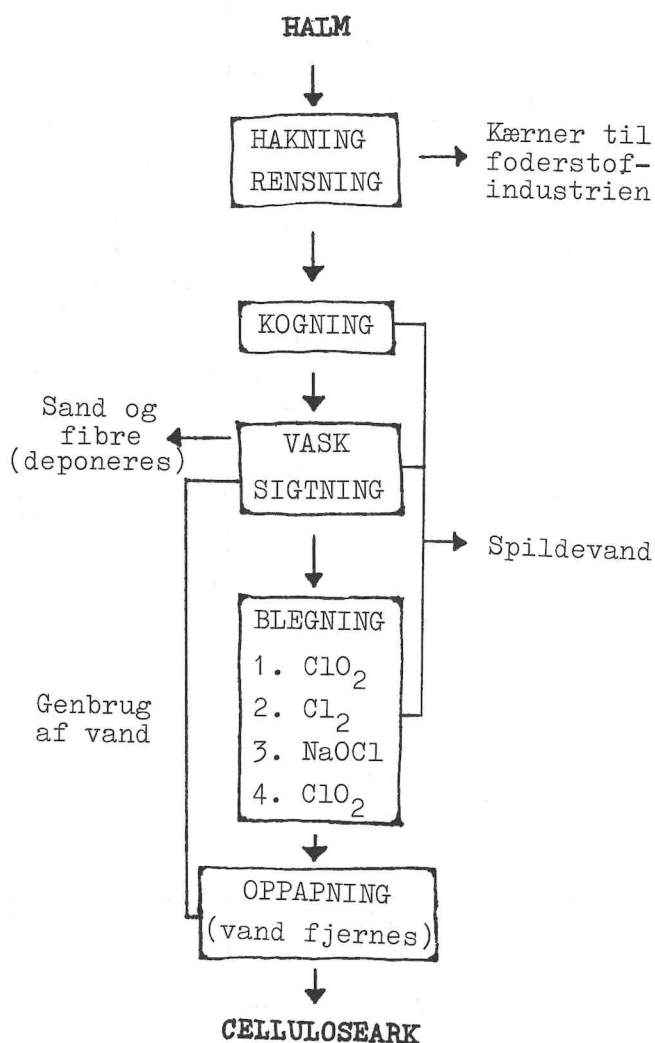 HALM
HAKNING
RENSNING
Kærner til
foderstof-
industrien
KOGNING
Sand og
fibre
(deponeres)
VASK
SIGTNING
Spildevand
BLEGNING
1. ClO₂
2. Cl₂
3. NaOCl
4. ClO₂
Genbrug
af vand
OPPAPNING
(vand fjernes)
CELLULOSEARK